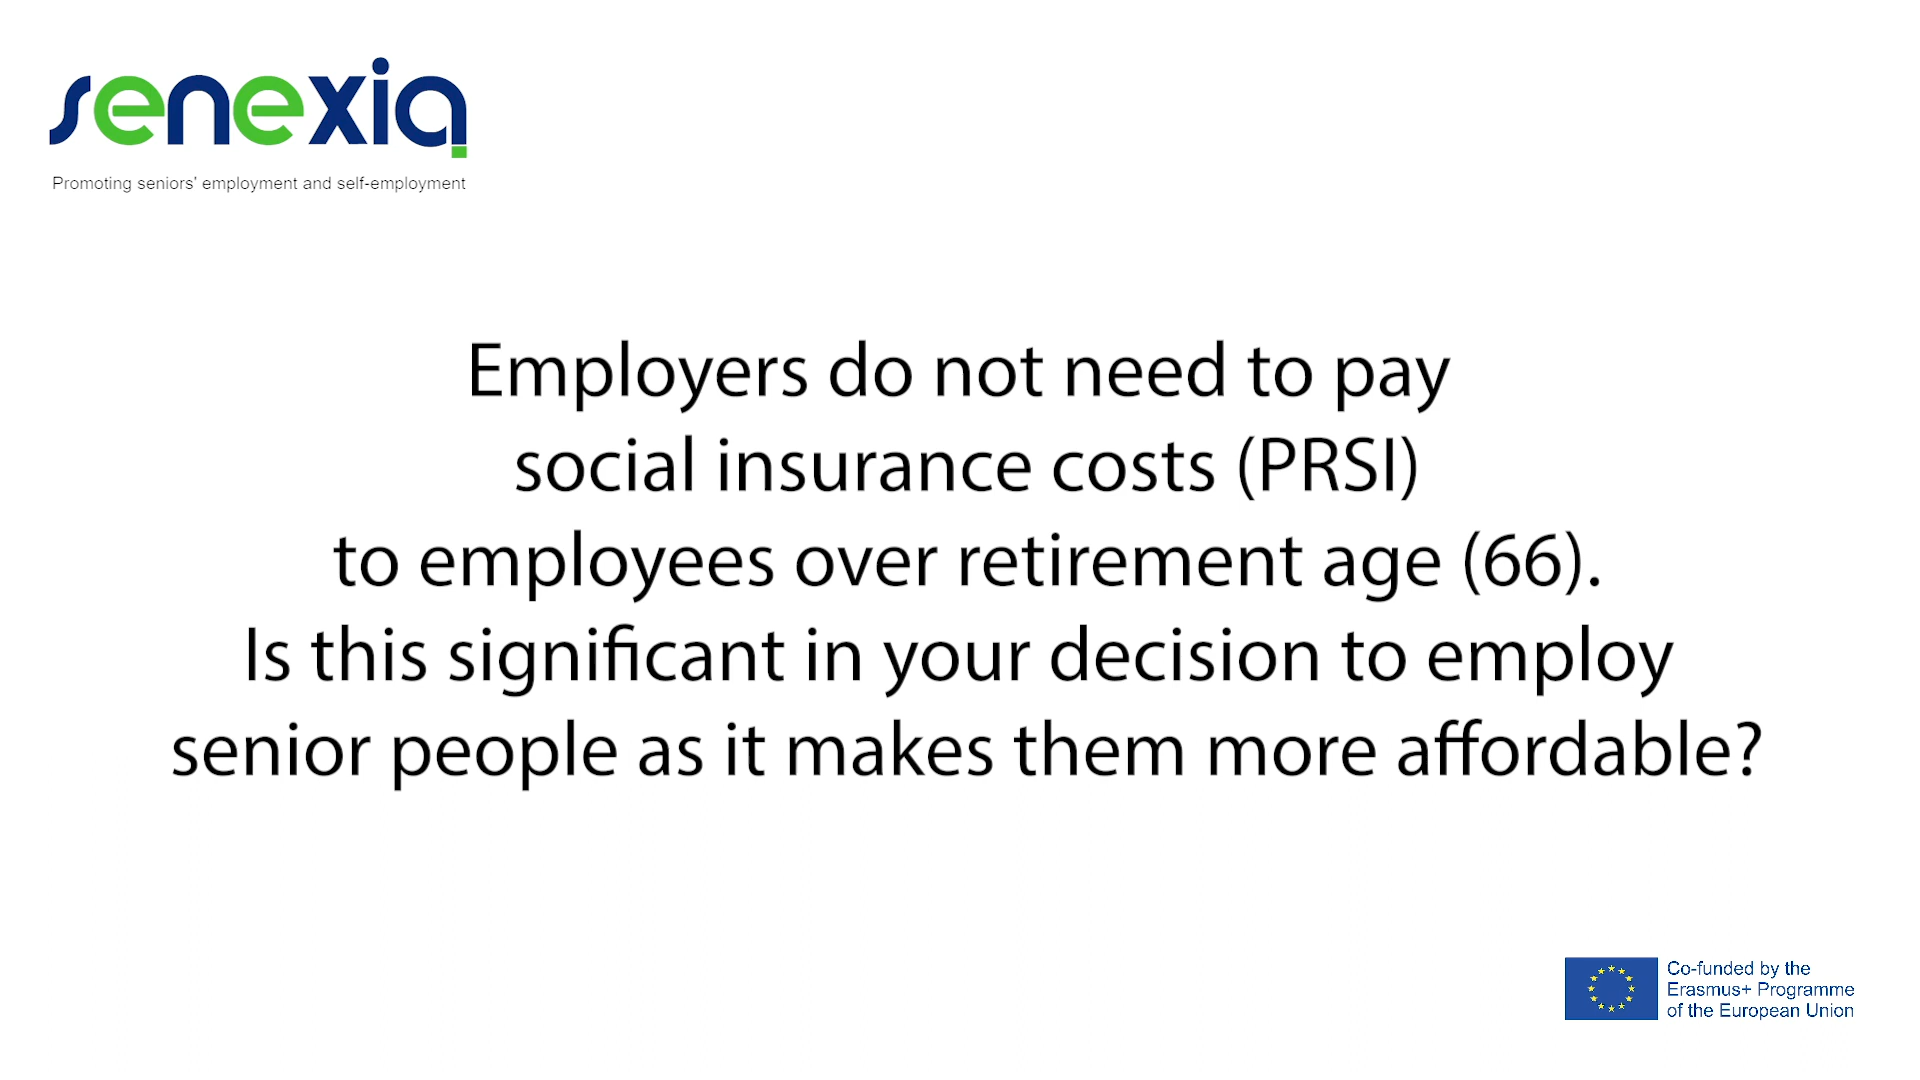 senexia
Promoting seniors' employment and self-employment
Employers do not need to pay
social insurance costs (PRSI)
to employees over retirement age (66).
Is this significant in your decision to employ
senior people as it makes them more affordable?
Co-funded by the
Erasmus+ Programme
of the European Union